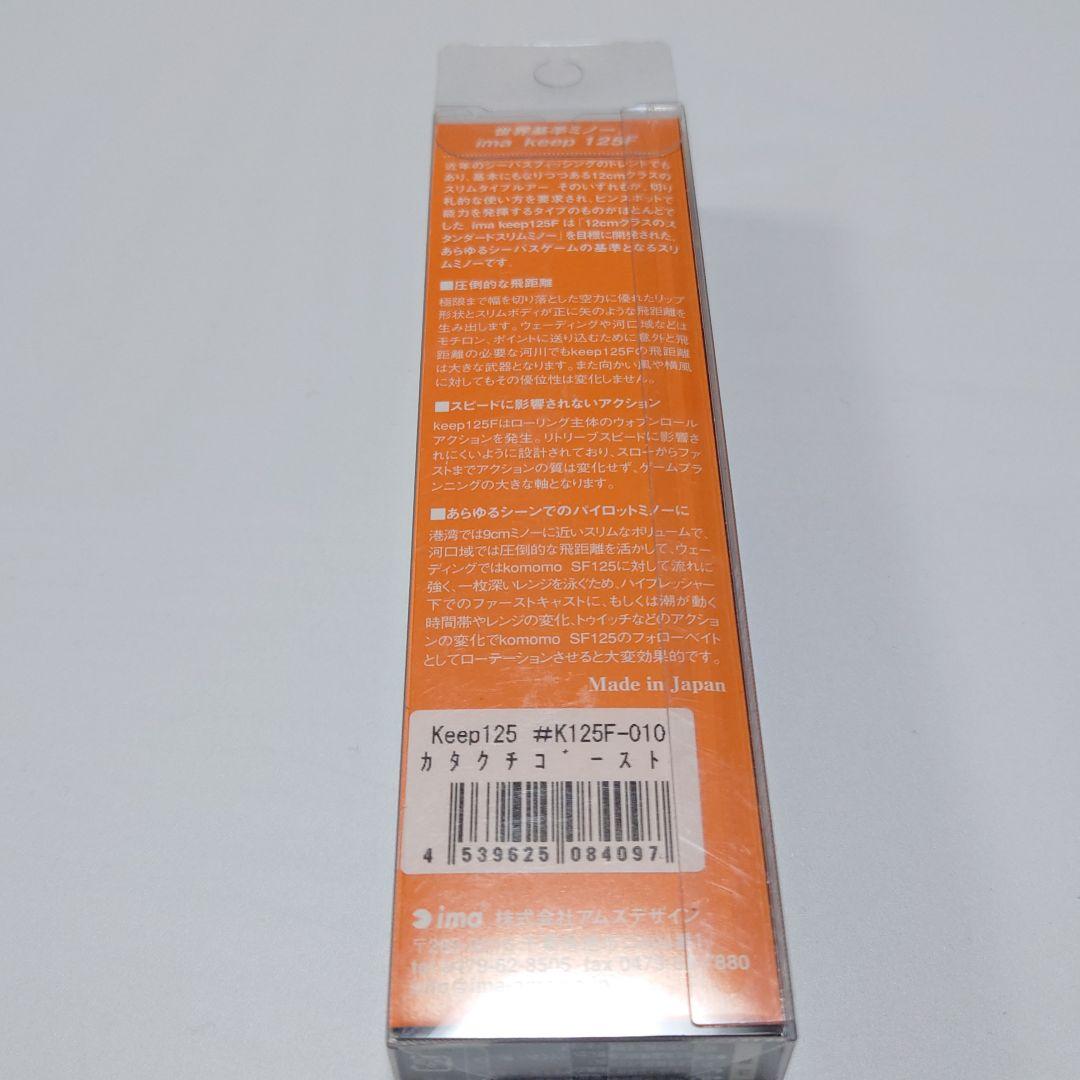 世界基準ミノー
ima keep 125F
近年のシーバスフィッシングのトレンドでも
あり、基本にもなりつつある12cmクラスの
スリムタイプルアー。そのいずれもが、切り
札的な使い方を要求され、ピンスポットで
能力を発揮するタイプのものがほとんどで
した ima keep125F は「12cmクラスのス
タンダードスリムミノー」を目標に開発された、
あらゆるシーバスゲームの基準となるスリ
ムミノーです。
■圧倒的な飛距離
極限まで幅を切り落とした空力に優れたリップ
形状とスリムボディが正に矢のような飛距離を
生み出します。ウェーディングや河口域などは
モチロン、ポイントに送り込むために意外と飛
距離の必要な河川でもkeep125Fの飛距離
は大きな武器となります。また向かい風や横風
に対してもその優位性は変化しません。
■スピードに影響されないアクション
keep125Fはローリング主体のウォブンロール
アクションを発生。リトリーブスピードに影響さ
れにくいように設計されており、スローからファ
ストまでアクションの質は変化せず、ゲームプラ
ンニングの大きな軸となります。
■あらゆるシーンでのパイロットミノーに
港湾では9cmミノーに近いスリムなボリュームで、
河口域では圧倒的な飛距離を活かして、ウェー
ディングではkomomo SF125に対して流れに
強く、一枚深いレンジを泳ぐため、ハイプレッシャー
下でのファーストキャストに、もしくは潮が動く
時間帯やレンジの変化、トゥイッチなどのアクショ
ンの変化でkomomo SF125のフォローベイト
としてローテーションさせると大変効果的です。
Made in Japan
Keep125 #K125F-010
カタクチゴースト
4 539625 084097
ima 株式会社アムズデザイン